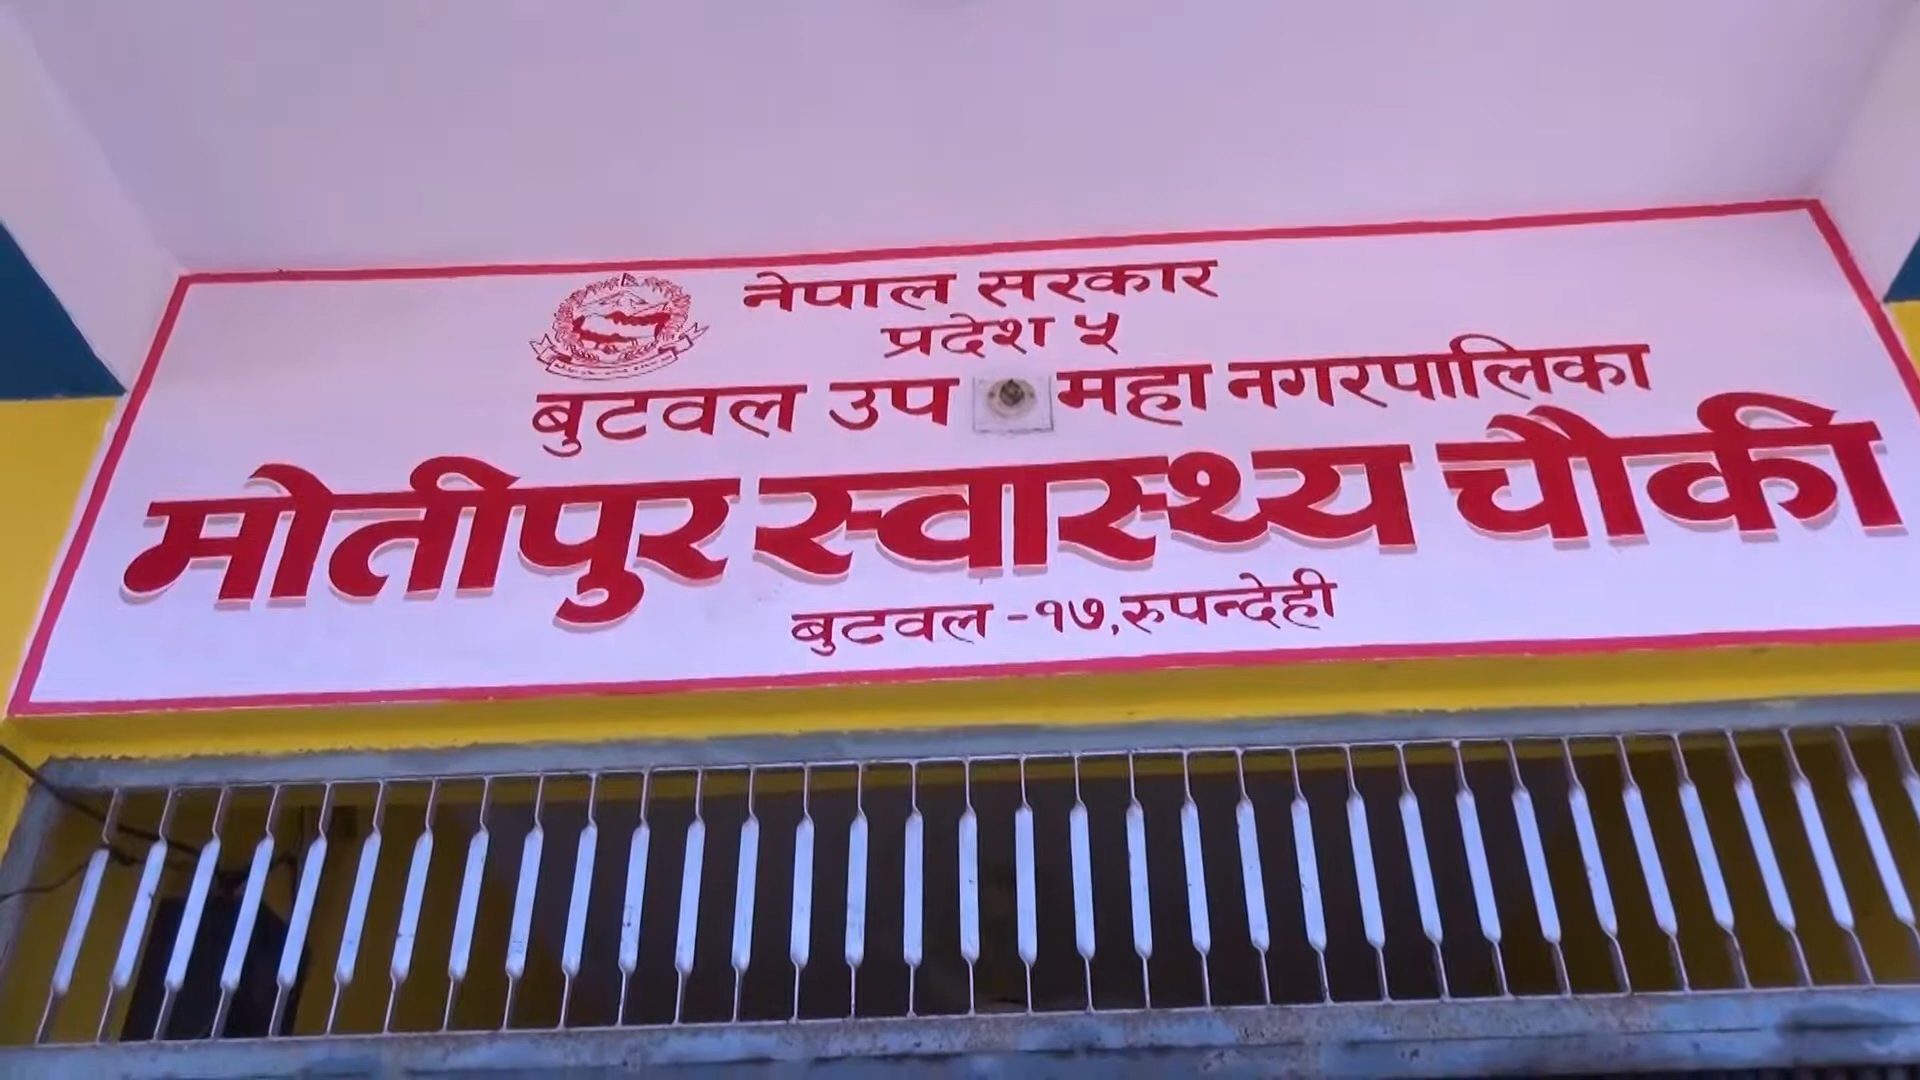 नेपाल सरकार
प्रदेश ५
बुटवल उप महा नगरपालिका
मोतीपुर स्वास्थ्य चौकी
बुटवल -१७,रुपन्देही